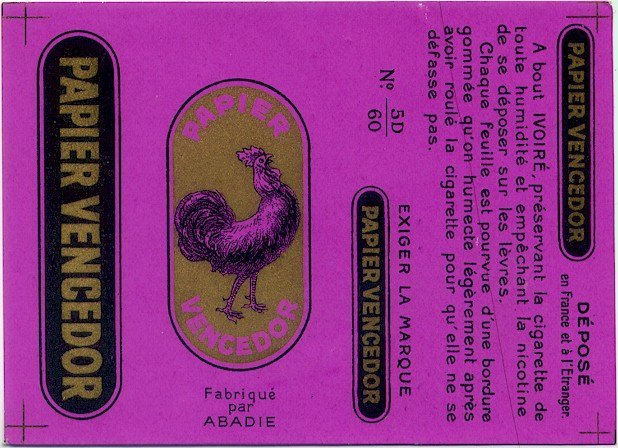 PAPIER VENCEDOR
PAPIER
VENCEDOR
Fabriqué
par
ABADIE
PAPIER VENCEDOR
DÉPOSÉ
en France et à l'Etranger.
A bout IVOIRÉ, préservant la cigarette de
toute humidité et empêchant la nicotine
de se déposer sur les lèvres.
Chaque feuille est pourvue d'une bordure
gommée qu'on humecte légèrement après
avoir roulé la cigarette pour qu'elle ne se
défasse pas.
Nº 5D/60
EXIGER LA MARQUE
PAPIER VENCEDOR